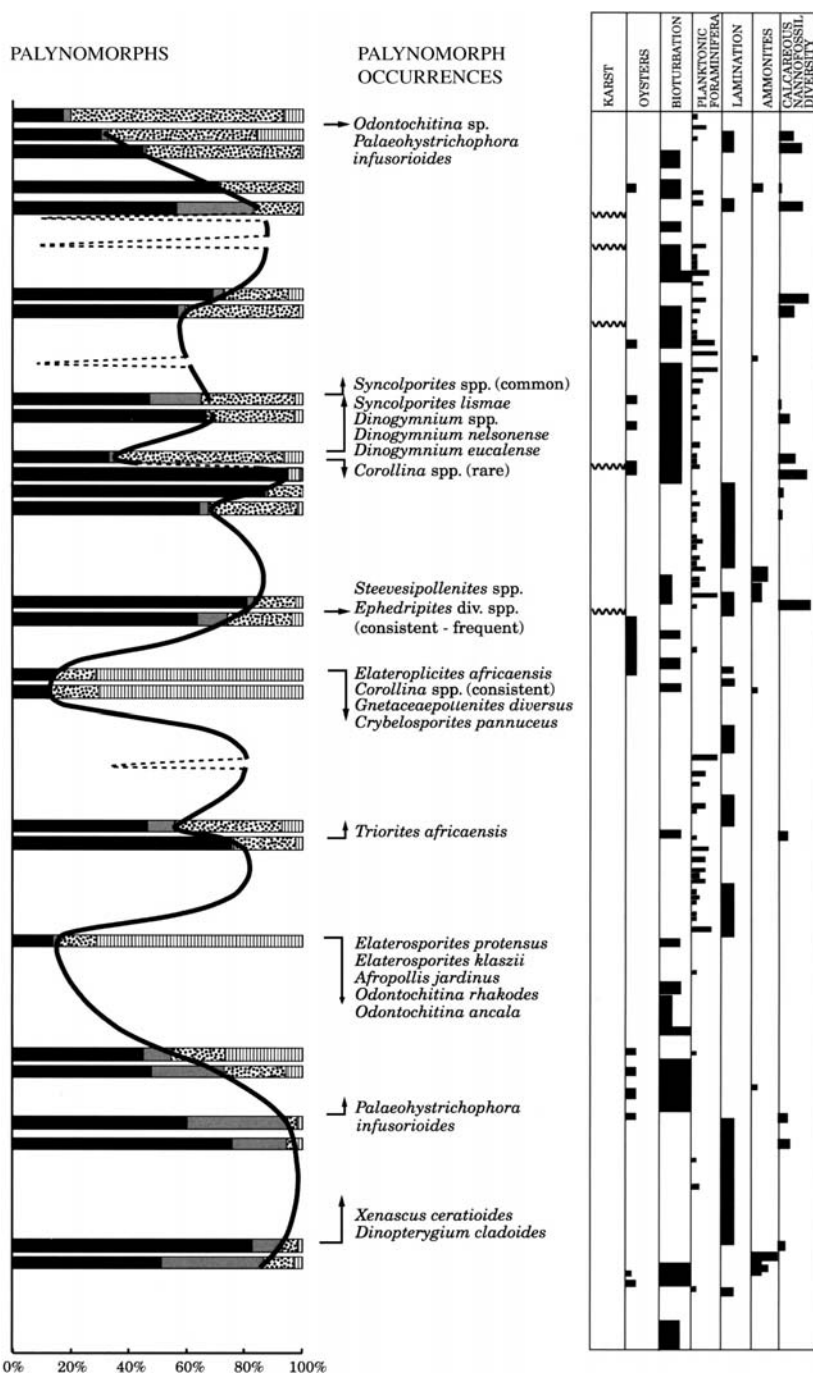 PALYNOMORPHS
PALYNOMORPH
OCCURRENCES
KARST
OYSTERS
BIOTURBATION
PLANKTONIC
FORAMINIFERA
LAMINATION
AMMONITES
CALCAREOUS
NANNOFOSSIL
DIVERSITY
Odontochitina sp.
Palaeohystrichophora
infusorioides
Syncolporites spp. (common)
Syncolporites lismae
Dinogymnium spp.
Dinogymnium nelsonense
Dinogymnium eucalense
Corollina spp. (rare)
Steevesipollenites spp.
Ephedripites div. spp.
(consistent - frequent)
Elateroplicites africaensis
Corollina spp. (consistent)
Gnetaceaepollenites diversus
Crybelosporites pannuceus
Triorites africaensis
Elaterosporites protensus
Elaterosporites klaszii
Afropollis jardinus
Odontochitina rhakodes
Odontochitina ancala
Palaeohystrichophora
infusorioides
Xenascus ceratioides
Dinopterygium cladoides
0% 20% 40% 60% 80% 100%